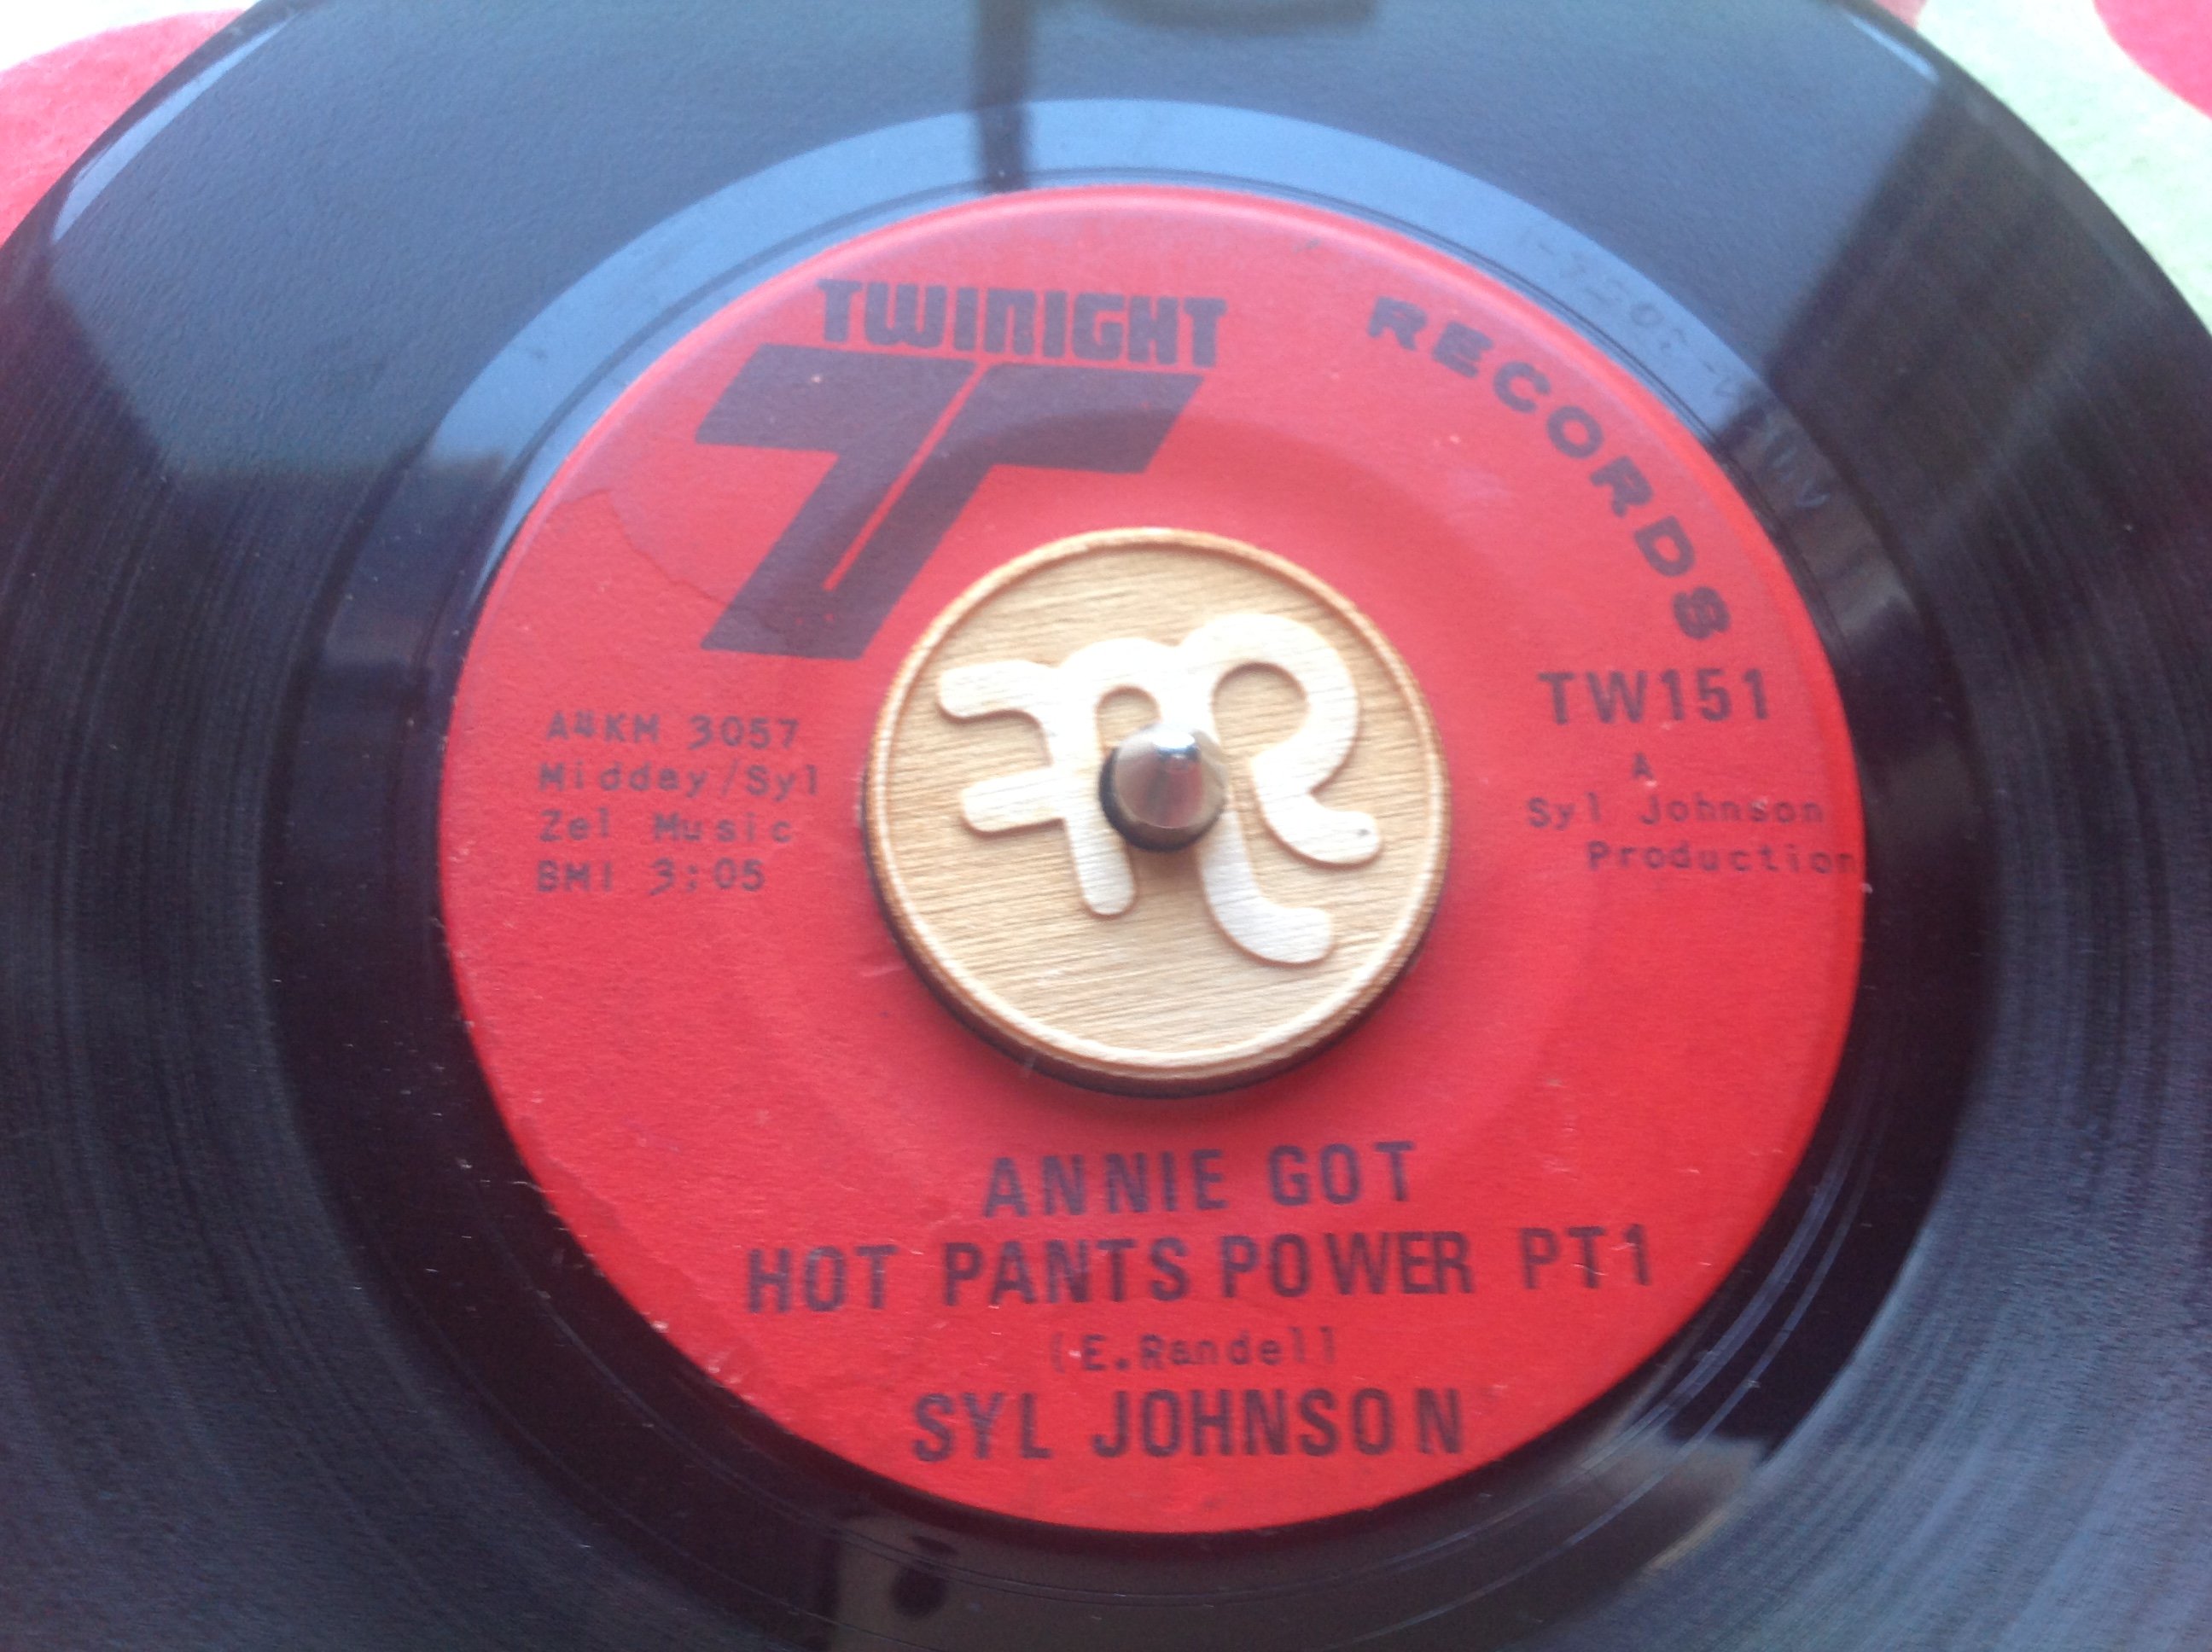 TWINIGHT
RECORDS
TW151
A
Syl Johnson
Production
A4KM 3057
Midday/Syl
Zel Music
BMI 3:05
ANNIE GOT
HOT PANTS POWER PT1
(E.Randell)
SYL JOHNSON